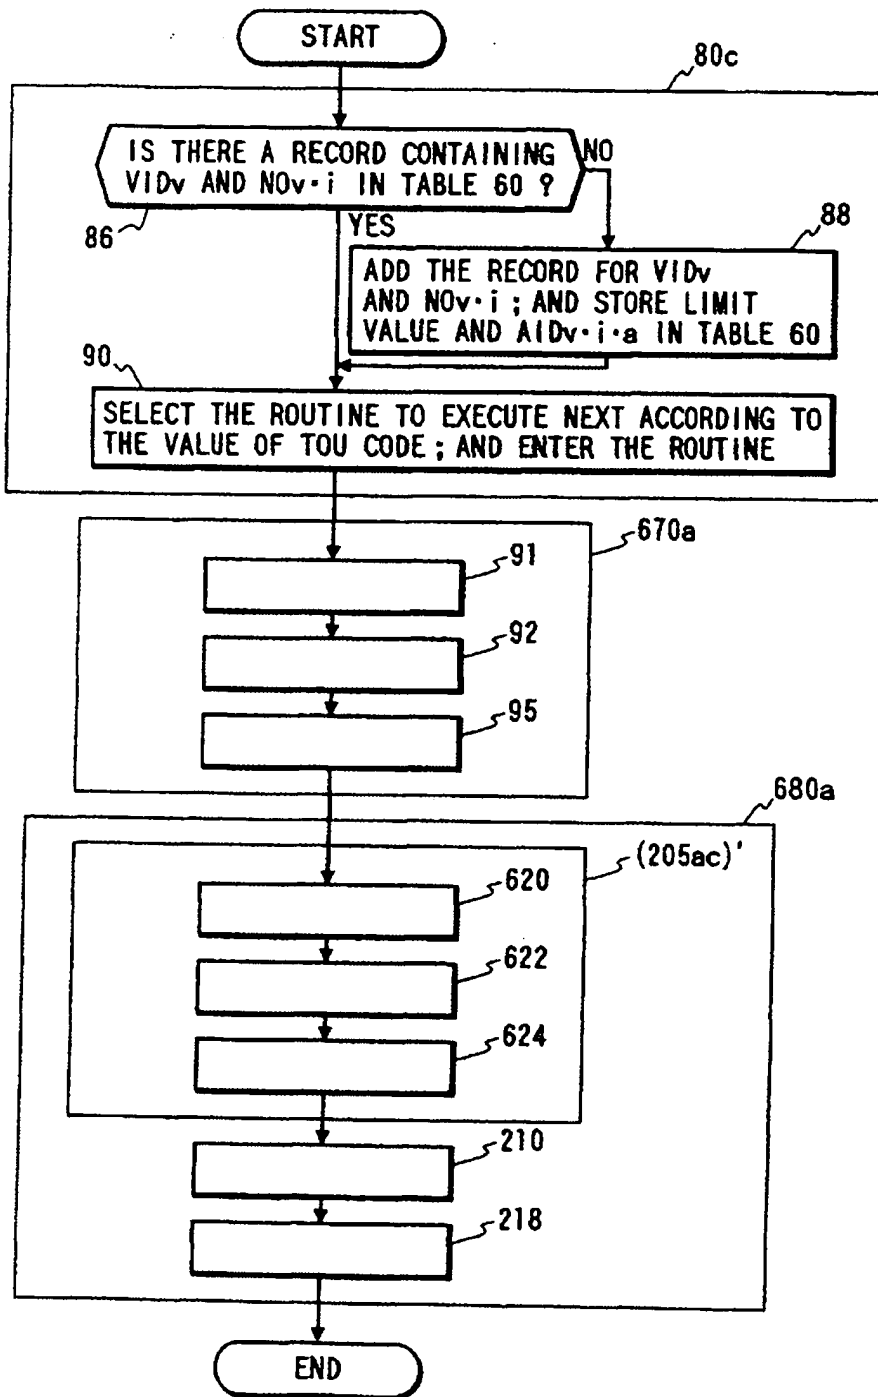 START
80c
IS THERE A RECORD CONTAINING
VIDv AND NOv·i IN TABLE 60 ?
NO
86
YES
88
ADD THE RECORD FOR VIDv
AND NOv·i ; AND STORE LIMIT
VALUE AND AIDv·i·a IN TABLE 60
90
SELECT THE ROUTINE TO EXECUTE NEXT ACCORDING TO
THE VALUE OF TOU CODE ; AND ENTER THE ROUTINE
670a
91
92
95
680a
(205ac)'
620
622
624
210
218
END